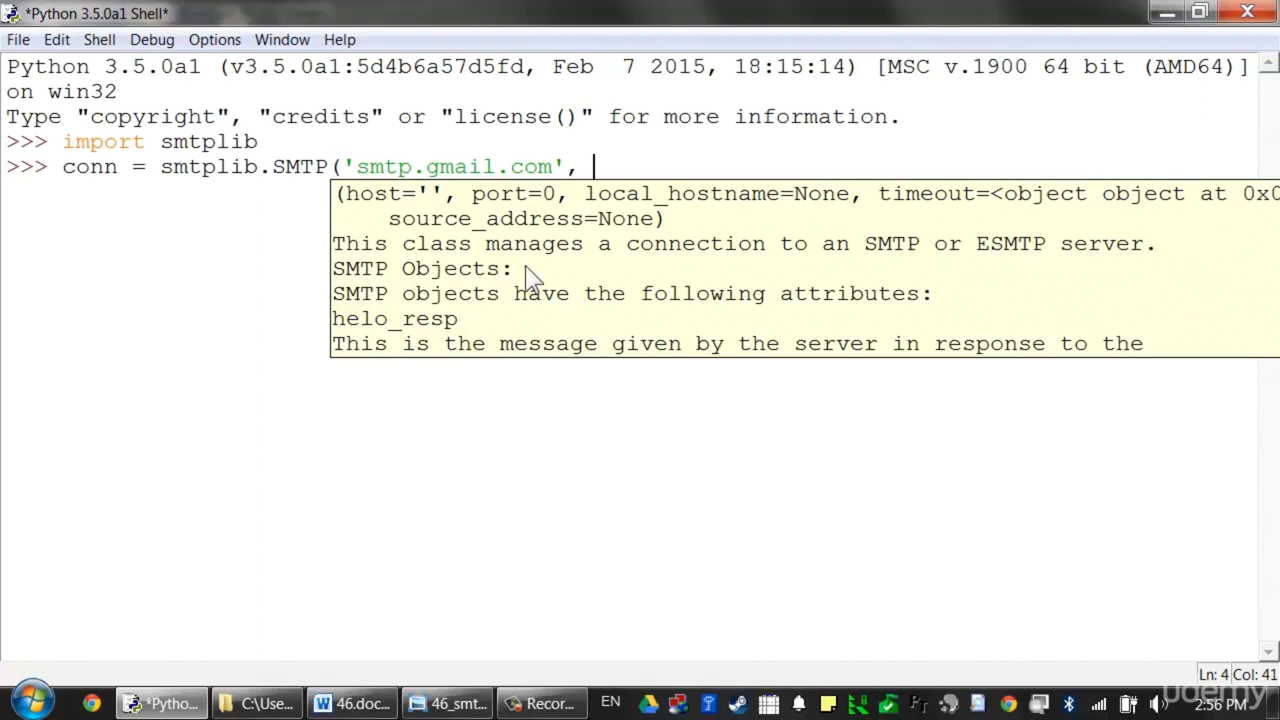 *Python 3.5.0a1 Shell*
File Edit Shell Debug Options Window Help
Python 3.5.0a1 (v3.5.0a1:5d4b6a57d5fd, Feb  7 2015, 18:15:14) [MSC v.1900 64 bit (AMD64)]
on win32
Type "copyright", "credits" or "license()" for more information.
>>> import smtplib
>>> conn = smtplib.SMTP('smtp.gmail.com',
(host='', port=0, local_hostname=None, timeout=<object object at 0x0
source_address=None)
This class manages a connection to an SMTP or ESMTP server.
SMTP Objects:
SMTP objects have the following attributes:
helo_resp
This is the message given by the server in response to the
Ln: 4 Col: 41
*Pytho... C:\Use... 46.doc... 46_smt... Recor... EN 2:56 PM
udemy